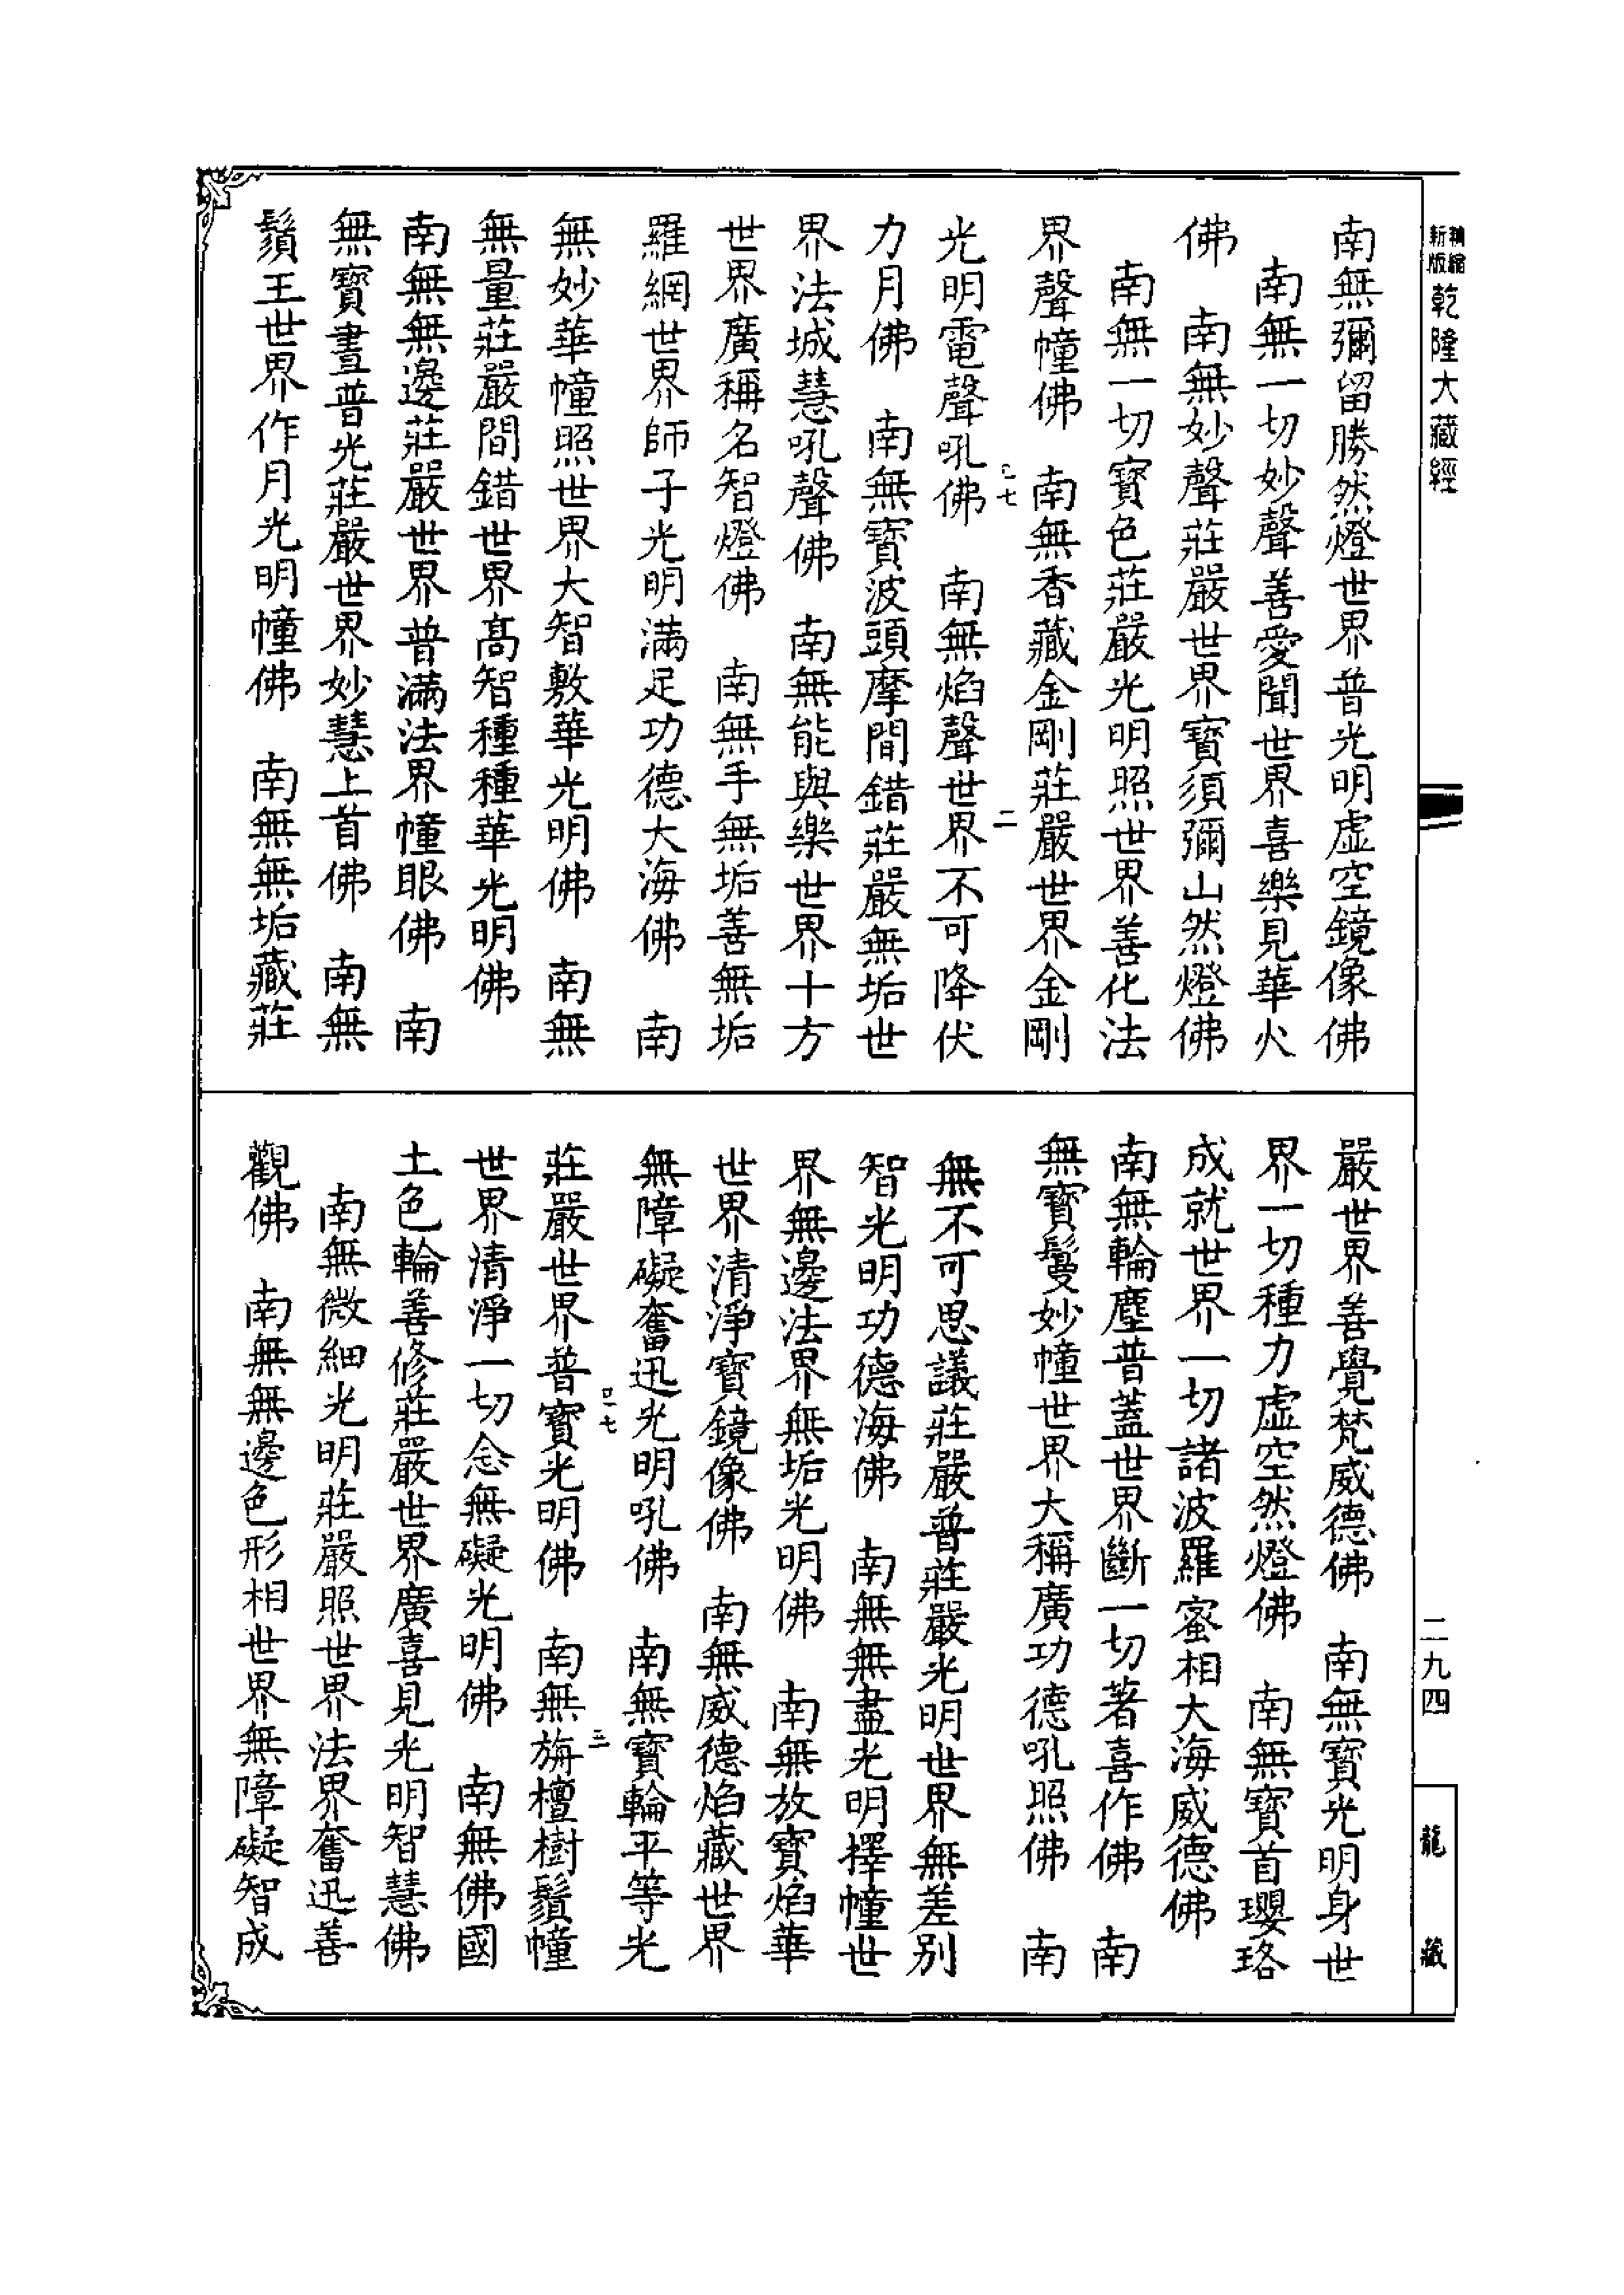 精縮新版乾隆大藏經
南無彌留勝然燈世界普光明虛空鏡像佛
南無一切妙聲善愛聞世界喜樂見華火
佛　南無妙聲莊嚴世界寶須彌山然燈佛
南無一切寶色莊嚴光明照世界善化法
界聲幢佛　南無香藏金剛莊嚴世界金剛
光明電聲吼佛　南無焰聲世界不可降伏
力月佛　南無寶波頭摩間錯莊嚴無垢世
界法城慧吼聲佛　南無能與樂世界十方
世界廣稱名智燈佛　南無手無垢善無垢
羅網世界師子光明滿足功德大海佛　南
無妙華幢照世界大智敷華光明佛　南無
無量莊嚴間錯世界高智種種華光明佛
南無無邊莊嚴世界普滿法界幢眼佛　南
無寶晝普光莊嚴世界妙慧上首佛　南無
鬚王世界作月光明幢佛　南無無垢藏莊
嚴世界善覺梵威德佛　南無寶光明身世
界一切種力虛空然燈佛　南無寶首瓔珞
成就世界一切諸波羅蜜相大海威德佛
南無輪塵普蓋世界斷一切著喜作佛　南
無寶鬘妙幢世界大稱廣功德吼照佛　南
無不可思議莊嚴普莊嚴光明世界無差別
智光明功德海佛　南無無盡光明擇幢世
界無邊法界無垢光明佛　南無放寶焰華
世界清淨寶鏡像佛　南無威德焰藏世界
無障礙奮迅光明吼佛　南無寶輪平等光
莊嚴世界普寶光明佛　南無旃檀樹鬚幢
世界清淨一切念無礙光明佛　南無佛國
土色輪善修莊嚴世界廣喜見光明智慧佛
南無微細光明莊嚴照世界法界奮迅善
觀佛　南無無邊色形相世界無障礙智成
二九四
龍藏